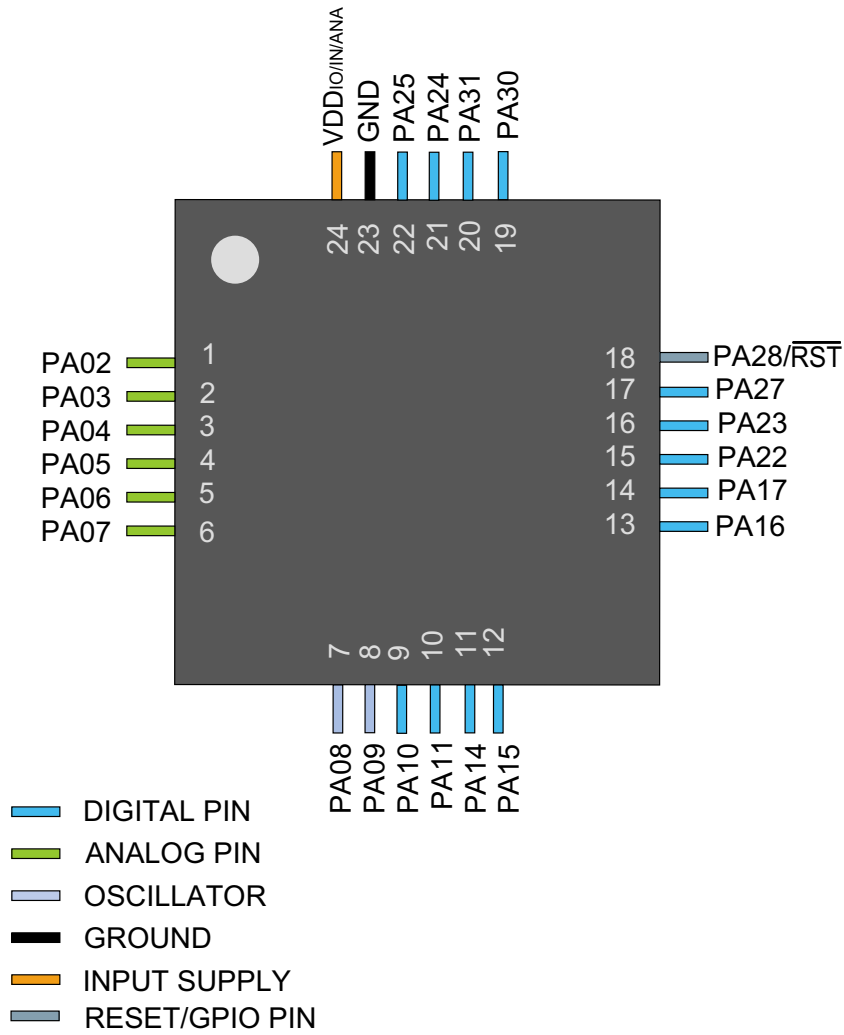 VDDIO/IN/ANA
GND
PA25
PA24
PA31
PA30
24
23
22
21
20
19
PA02 1
PA03 2
PA04 3
PA05 4
PA06 5
PA07 6
18 PA28/R̅S̅T̅
17 PA27
16 PA23
15 PA22
14 PA17
13 PA16
7
8
9
10
11
12
PA08
PA09
PA10
PA11
PA14
PA15
DIGITAL PIN
ANALOG PIN
OSCILLATOR
GROUND
INPUT SUPPLY
RESET/GPIO PIN